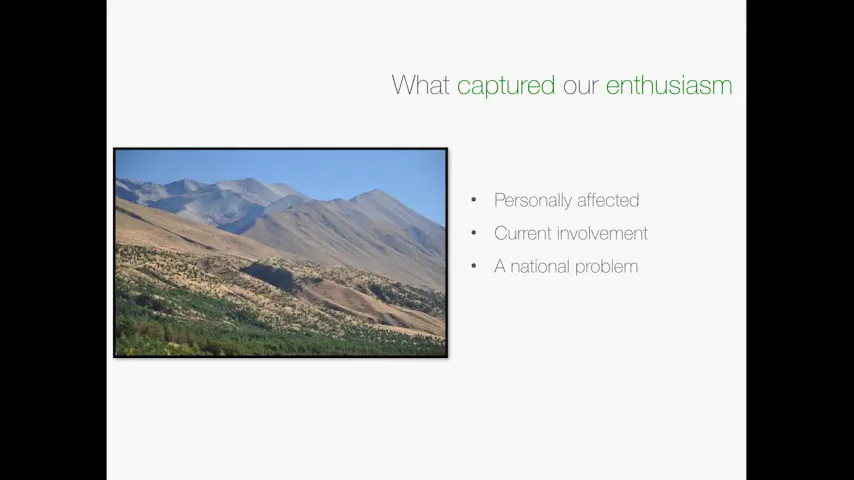 What captured our enthusiasm
• Personally affected
• Current involvement
• A national problem